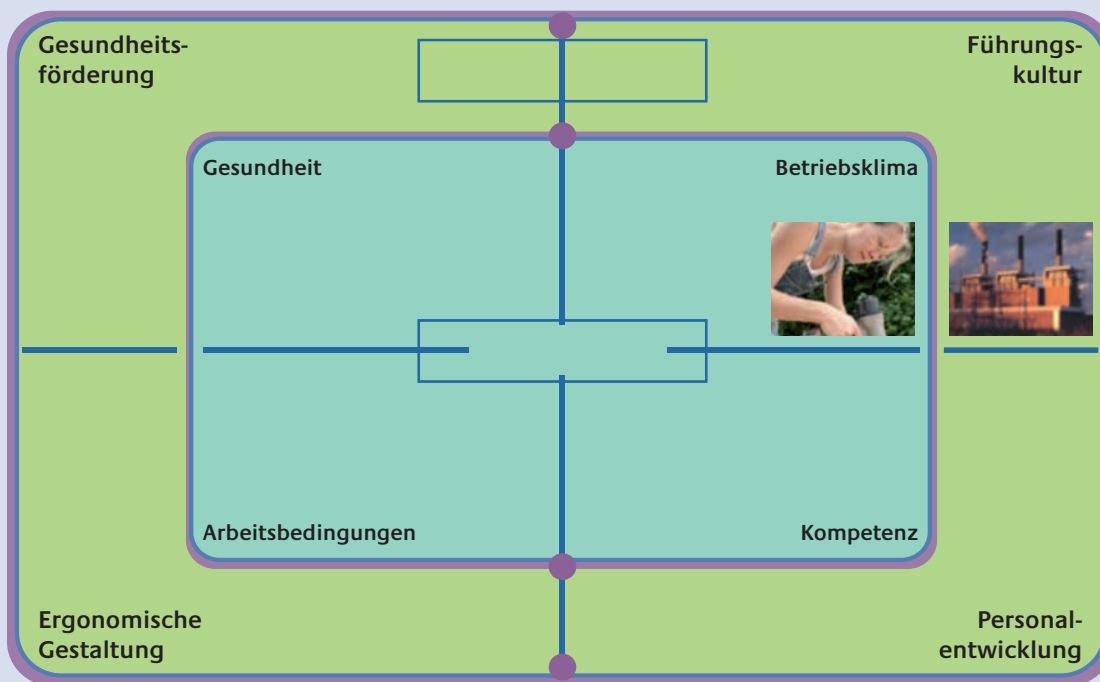 Gesundheits-
förderung
Führungs-
kultur
Gesundheit
Betriebsklima
Arbeitsbedingungen
Kompetenz
Ergonomische
Gestaltung
Personal-
entwicklung